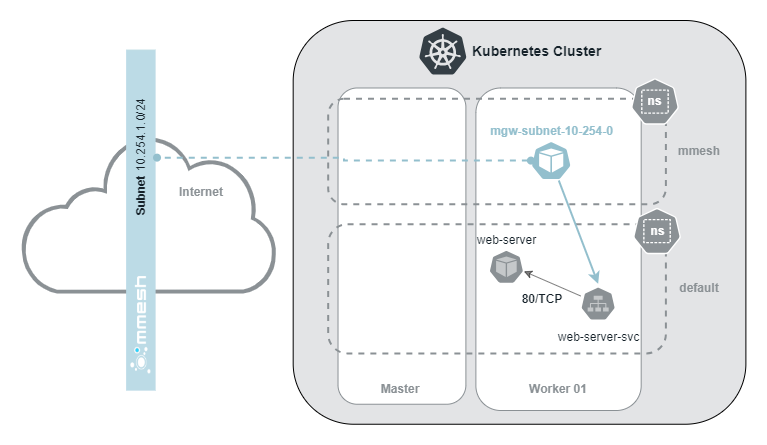 Kubernetes Cluster
ns
mgw-subnet-10-254-0
mmesh
Subnet 10.254.1.0/24
Internet
ns
web-server
default
80/TCP
web-server-svc
mmesh
Master
Worker 01